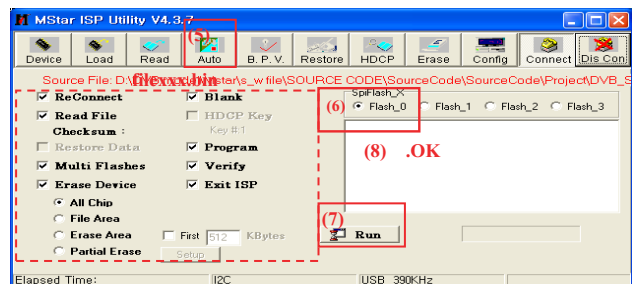 MStar ISP Utility V4.3.7
(5)
Device Load Read Auto B. P. V. Restore HDCP Erase Config Connect Dis Con
Source File: D:\ \s_w file\SOURCE CODE\SourceCode\SourceCode\Project\DVB_S
filexxx.bin
ReConnect Blank
Read File HDCP Key
Checksum : Key #:1
Restore Data Program
Multi Flashes Verify
Erase Device Exit ISP
All Chip
File Area
Erase Area First 512 KBytes
Partial Erase Setup
SpiFlash_X
(6) Flash_0 Flash_1 Flash_2 Flash_3
(8) .OK
(7)
Run
Elapsed Time: I2C USB 390KHz